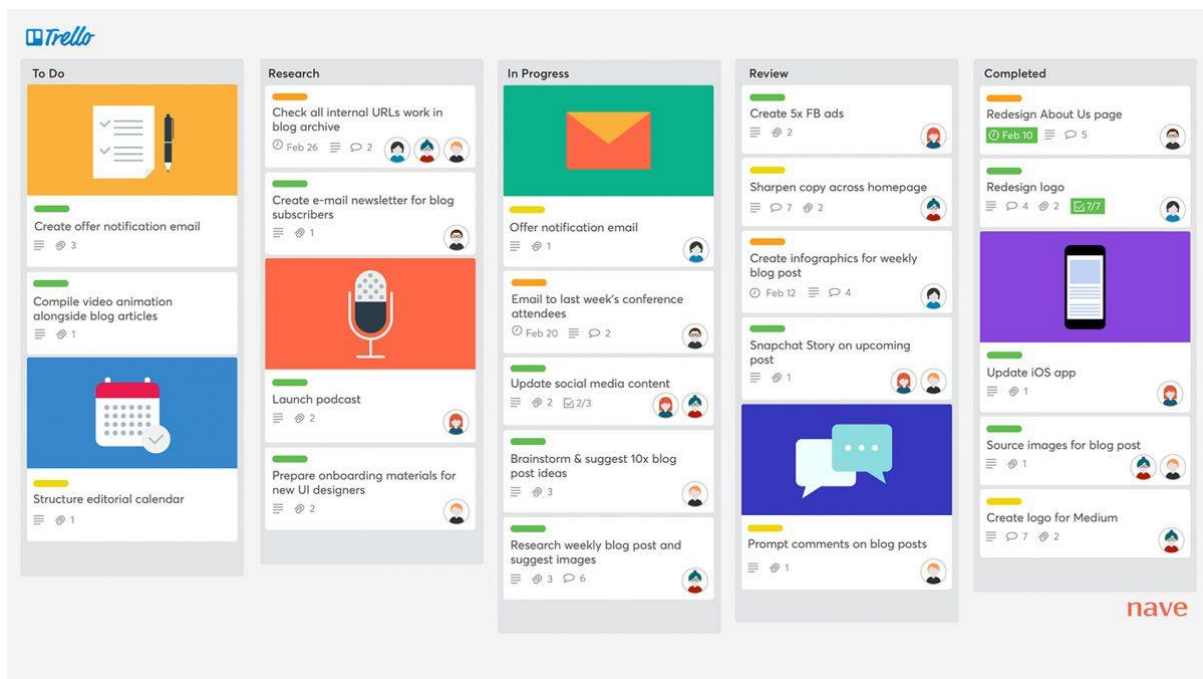 Trello
To Do
Create offer notification email
3
Compile video animation
alongside blog articles
1
Structure editorial calendar
1
Research
Check all internal URLs work in
blog archive
Feb 26 2
Create e-mail newsletter for blog
subscribers
1
Launch podcast
2
Prepare onboarding materials for
new UI designers
2
In Progress
Offer notification email
1
Email to last week's conference
attendees
Feb 20 2
Update social media content
2 2/3
Brainstorm & suggest 10x blog
post ideas
3
Research weekly blog post and
suggest images
3 6
Review
Create 5x FB ads
2
Sharpen copy across homepage
7 2
Create infographics for weekly
blog post
Feb 12 4
Snapchat Story on upcoming
post
1
Prompt comments on blog posts
1
Completed
Redesign About Us page
Feb 10 5
Redesign logo
4 2 7/7
Update iOS app
1
Source images for blog post
1
Create logo for Medium
7 2
nave